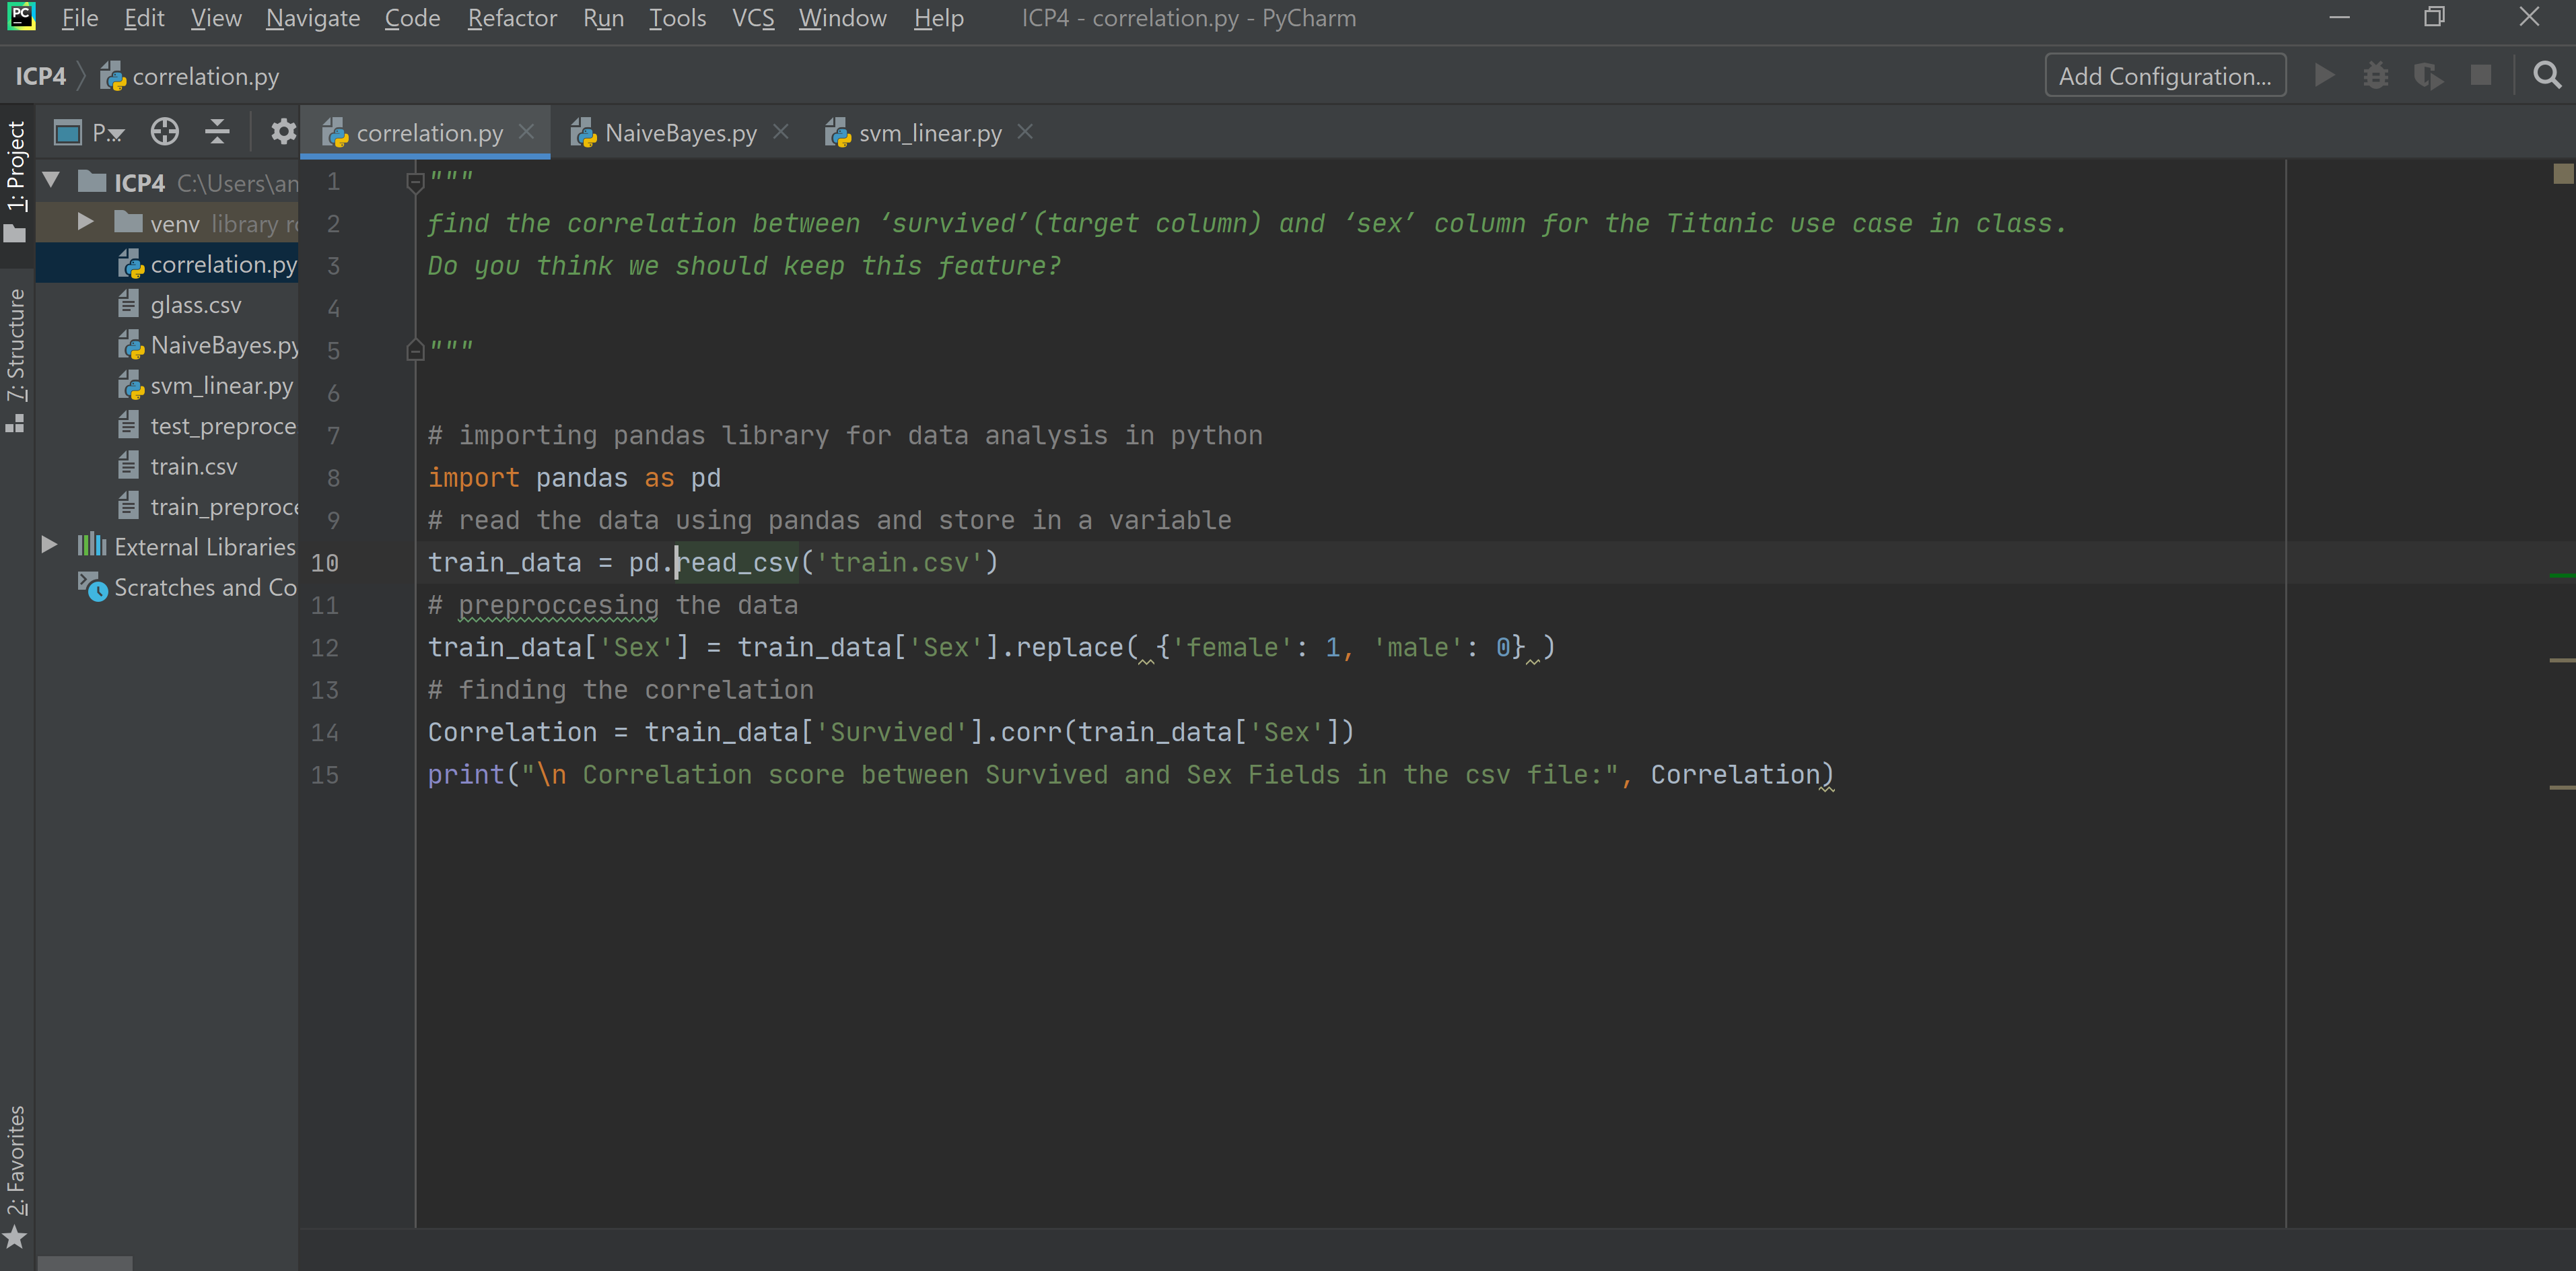 PC File Edit View Navigate Code Refactor Run Tools VCS Window Help ICP4 - correlation.py - PyCharm
ICP4 correlation.py Add Configuration...
1: Project
7: Structure
2: Favorites
P...
correlation.py NaiveBayes.py svm_linear.py
ICP4 C:\Users\an
venv library ro
correlation.py
glass.csv
NaiveBayes.py
svm_linear.py
test_preproce
train.csv
train_preproce
External Libraries
Scratches and Co
1 """
2 find the correlation between ‘survived’(target column) and ‘sex’ column for the Titanic use case in class.
3 Do you think we should keep this feature?
4
5 """
6
7 # importing pandas library for data analysis in python
8 import pandas as pd
9 # read the data using pandas and store in a variable
10 train_data = pd.read_csv('train.csv')
11 # preproccesing the data
12 train_data['Sex'] = train_data['Sex'].replace( {'female': 1, 'male': 0} )
13 # finding the correlation
14 Correlation = train_data['Survived'].corr(train_data['Sex'])
15 print("\n Correlation score between Survived and Sex Fields in the csv file:", Correlation)